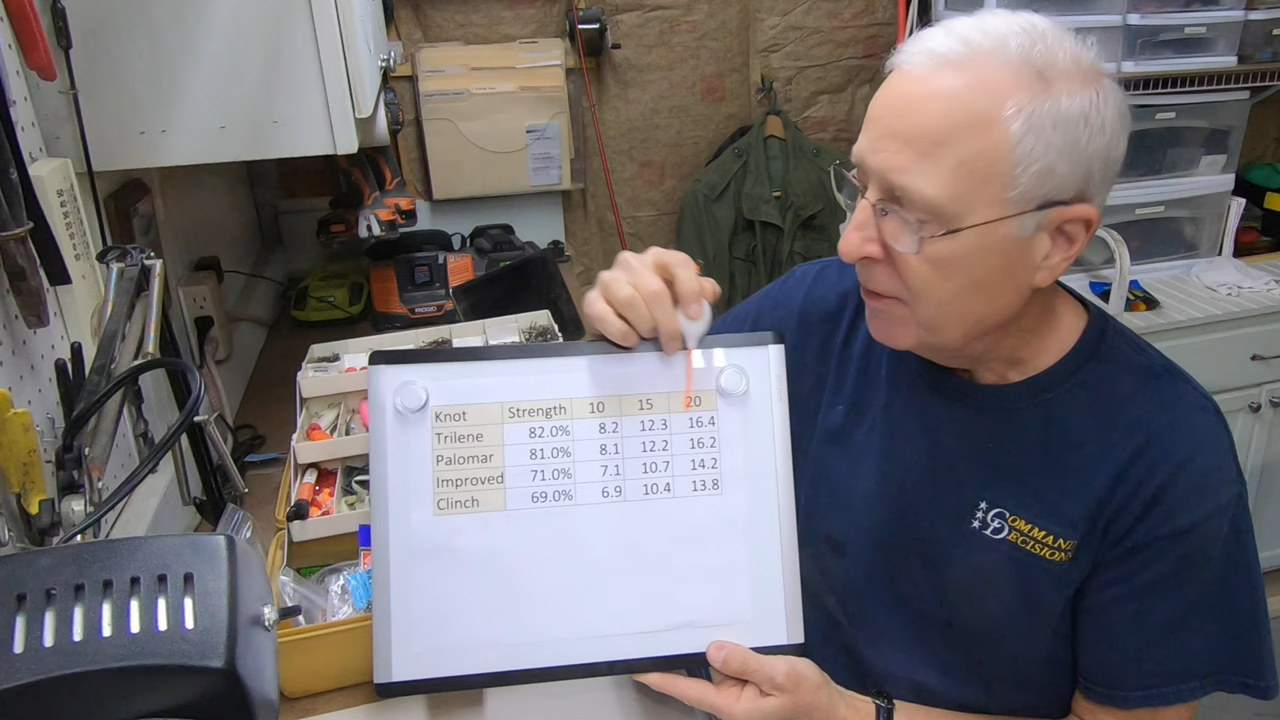 RIDGID
Knot Strength 10 15 20
Trilene 82.0% 8.2 12.3 16.4
Palomar 81.0% 8.1 12.2 16.2
Improved 71.0% 7.1 10.7 14.2
Clinch 69.0% 6.9 10.4 13.8
COMMAND
DECISIONS